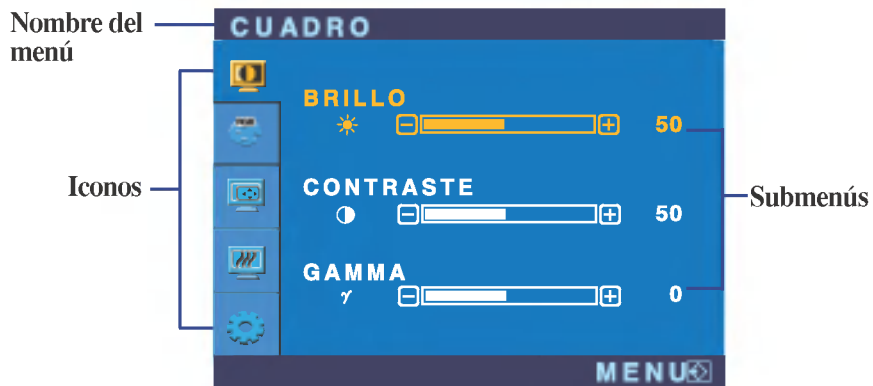 Nombre del
menú
CUADRO
BRILLO
50
Iconos
CONTRASTE
50
Submenús
GAMMA
γ
0
MENU